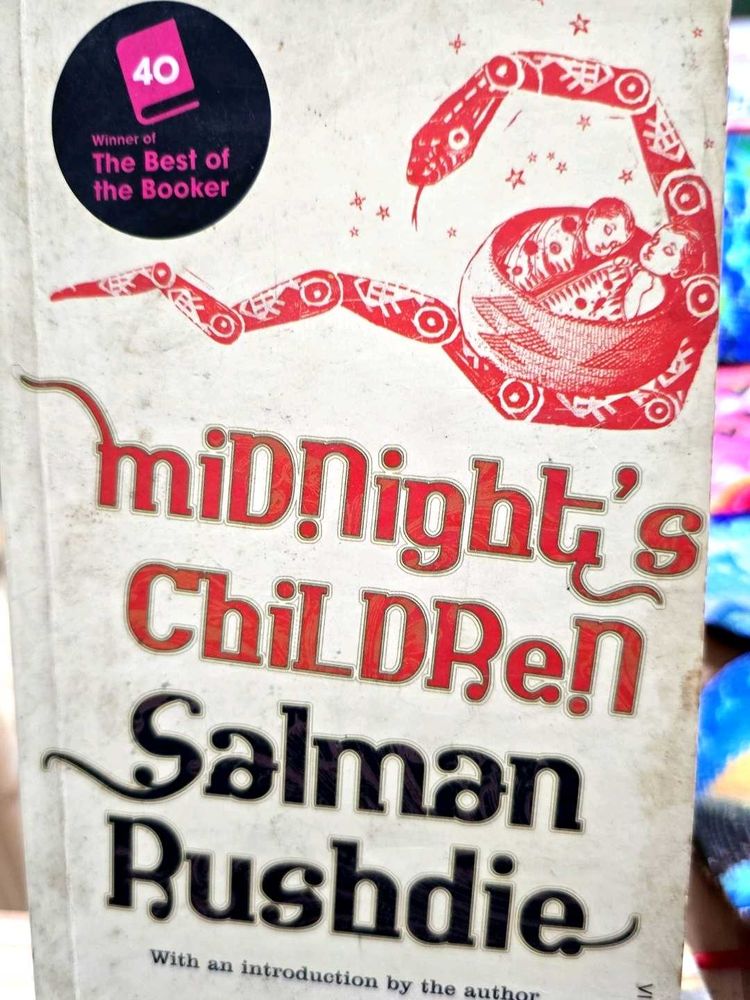 40
Winner of
The Best of
the Booker
miDNight's
ChiLDReN
Salman
Rushdie
With an introduction by the author